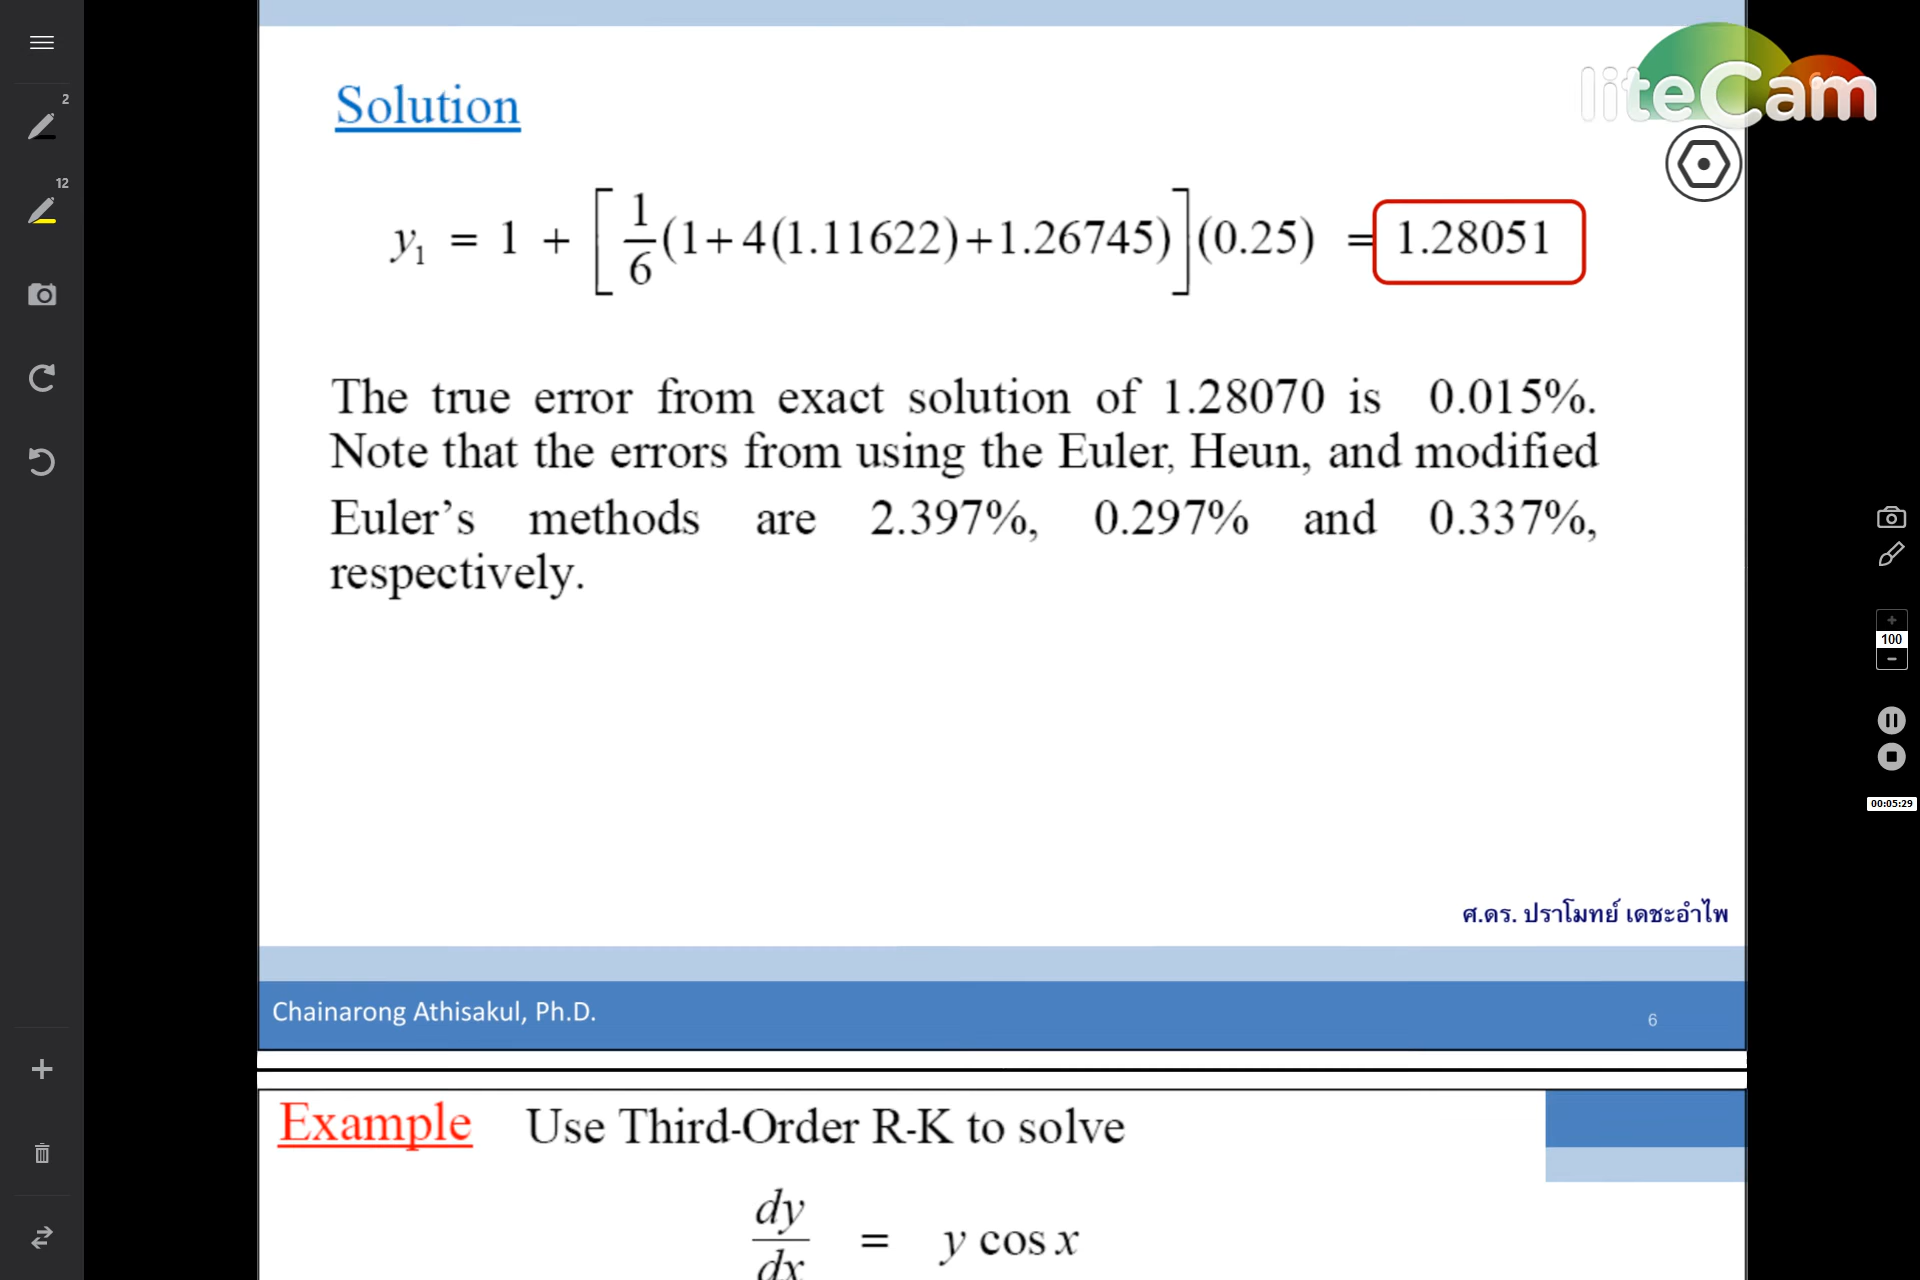 liteCam
2
12
Solution
y₁ = 1 + [1/6(1+4(1.11622)+1.26745)](0.25) = 1.28051
The true error from exact solution of 1.28070 is 0.015%.
Note that the errors from using the Euler, Heun, and modified
Euler’s methods are 2.397%, 0.297% and 0.337%,
respectively.
100
00:05:29
ศ.ดร. ปราโมทย์ เดชะอำไพ
Chainarong Athisakul, Ph.D.
6
Example Use Third-Order R-K to solve
dy/dx = y cos x